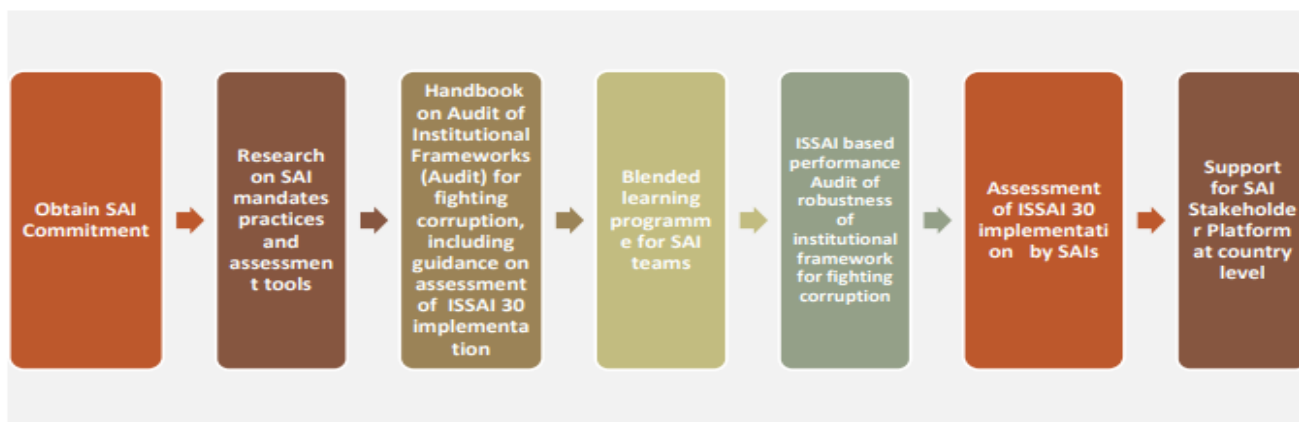 Obtain SAI
Commitment
Research
on SAI
mandates
practices
and
assessmen
t tools
Handbook
on Audit of
Institutional
Frameworks
(Audit) for
fighting
corruption,
including
guidance on
assessment
of ISSAI 30
implementa
tion
Blended
learning
programm
e for SAI
teams
ISSAI based
performance
Audit of
robustness
of
institutional
framework
for fighting
corruption
Assessment
of ISSAI 30
implementati
on by SAIs
Support
for SAI
Stakeholde
r Platform
at country
level